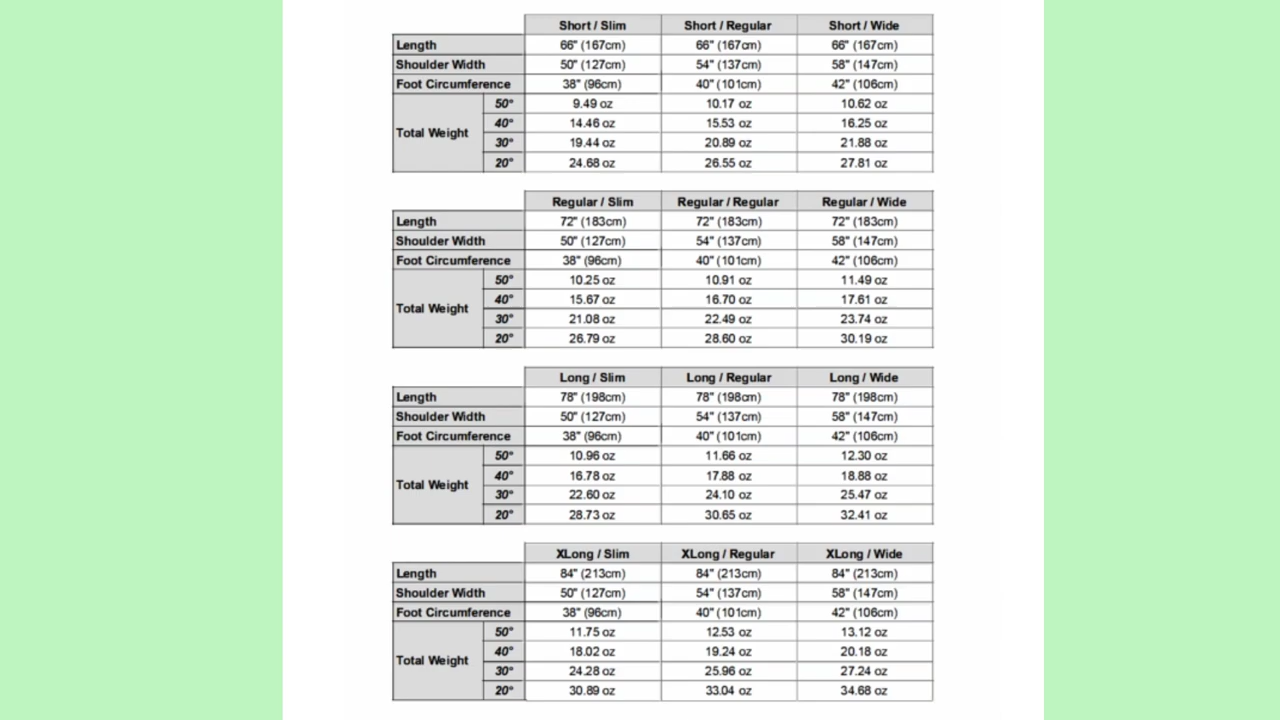 Short / Slim Short / Regular Short / Wide
Length 66" (167cm) 66" (167cm) 66" (167cm)
Shoulder Width 50" (127cm) 54" (137cm) 58" (147cm)
Foot Circumference 38" (96cm) 40" (101cm) 42" (106cm)
50° 9.49 oz 10.17 oz 10.62 oz
40° 14.46 oz 15.53 oz 16.25 oz
Total Weight
30° 19.44 oz 20.89 oz 21.88 oz
20° 24.68 oz 26.55 oz 27.81 oz
Regular / Slim Regular / Regular Regular / Wide
Length 72" (183cm) 72" (183cm) 72" (183cm)
Shoulder Width 50" (127cm) 54" (137cm) 58" (147cm)
Foot Circumference 38" (96cm) 40" (101cm) 42" (106cm)
50° 10.25 oz 10.91 oz 11.49 oz
40° 15.67 oz 16.70 oz 17.61 oz
Total Weight
30° 21.08 oz 22.49 oz 23.74 oz
20° 26.79 oz 28.60 oz 30.19 oz
Long / Slim Long / Regular Long / Wide
Length 78" (198cm) 78" (198cm) 78" (198cm)
Shoulder Width 50" (127cm) 54" (137cm) 58" (147cm)
Foot Circumference 38" (96cm) 40" (101cm) 42" (106cm)
50° 10.96 oz 11.66 oz 12.30 oz
40° 16.78 oz 17.88 oz 18.88 oz
Total Weight
30° 22.60 oz 24.10 oz 25.47 oz
20° 28.73 oz 30.65 oz 32.41 oz
XLong / Slim XLong / Regular XLong / Wide
Length 84" (213cm) 84" (213cm) 84" (213cm)
Shoulder Width 50" (127cm) 54" (137cm) 58" (147cm)
Foot Circumference 38" (96cm) 40" (101cm) 42" (106cm)
50° 11.75 oz 12.53 oz 13.12 oz
40° 18.02 oz 19.24 oz 20.18 oz
Total Weight
30° 24.28 oz 25.96 oz 27.24 oz
20° 30.89 oz 33.04 oz 34.68 oz